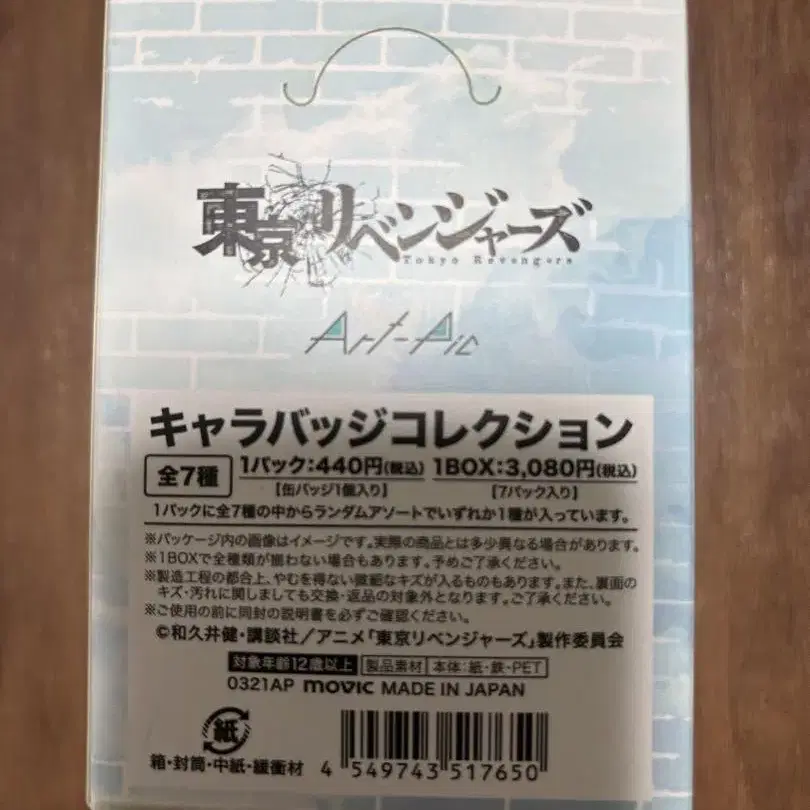 東京リベンジャーズ
Tokyo Revengers
Art-Pic
キャラバッジコレクション
全7種 1パック:440円(税込) 1BOX:3,080円(税込)
【缶バッジ1個入り】 【7パック入り】
1パックに全7種の中からランダムアソートでいずれか1種が入っています。
※パッケージ内の画像はイメージです。実際の商品とは多少異なる場合があります。
※1BOXで全種類が揃わない場合もあります。予めご了承ください。
※製造工程の都合上、やむを得ない微細なキズが入るものもあります。また、裏面の
キズ・汚れに関しましても交換・返品の対象外となります。ご了承ください。
※ご使用の前に同封の説明書を必ずご確認ください。
©和久井健・講談社/アニメ「東京リベンジャーズ」製作委員会
対象年齢12歳以上 製品素材 本体:紙・鉄・PET
0321AP movic MADE IN JAPAN
紙
箱・封筒・中紙・緩衝材
4 549743 517650